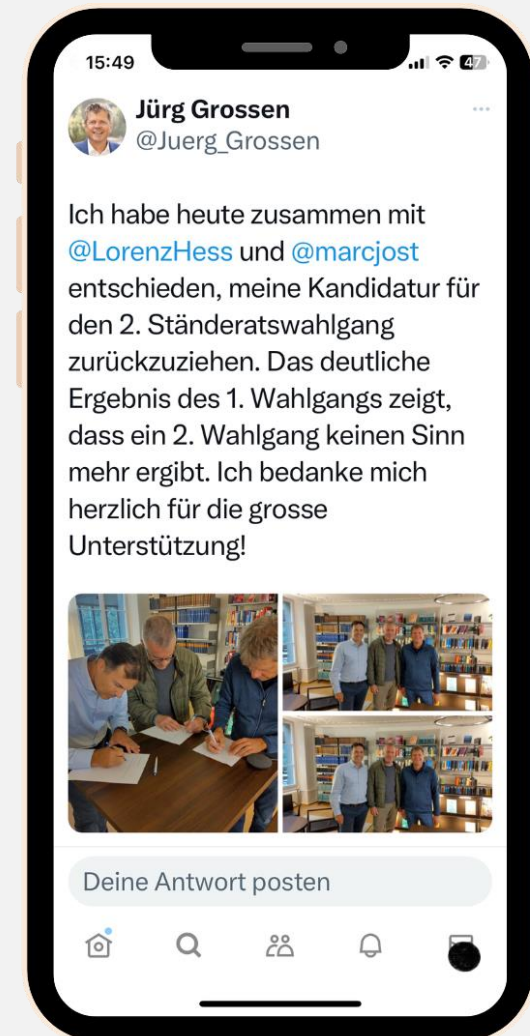 15:49
47
Jürg Grossen
@Juerg_Grossen
Ich habe heute zusammen mit
@LorenzHess und @marcjost
entschieden, meine Kandidatur für
den 2. Ständeratswahlgang
zurückzuziehen. Das deutliche
Ergebnis des 1. Wahlgangs zeigt,
dass ein 2. Wahlgang keinen Sinn
mehr ergibt. Ich bedanke mich
herzlich für die grosse
Unterstützung!
Deine Antwort posten